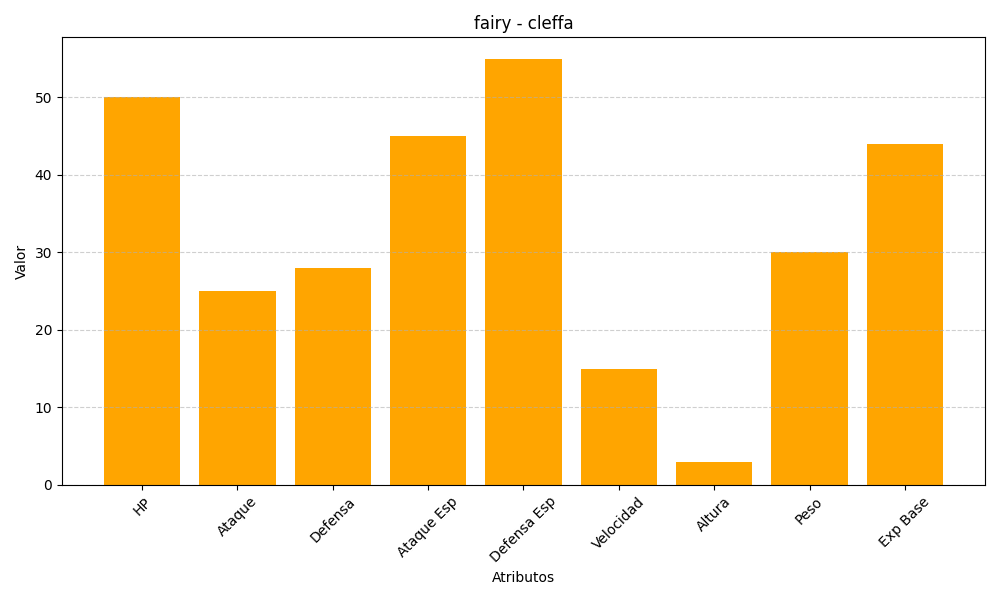 fairy - cleffa
Valor
50
40
30
20
10
0
HP
Ataque
Defensa
Ataque Esp
Defensa Esp
Velocidad
Altura
Peso
Exp Base
Atributos